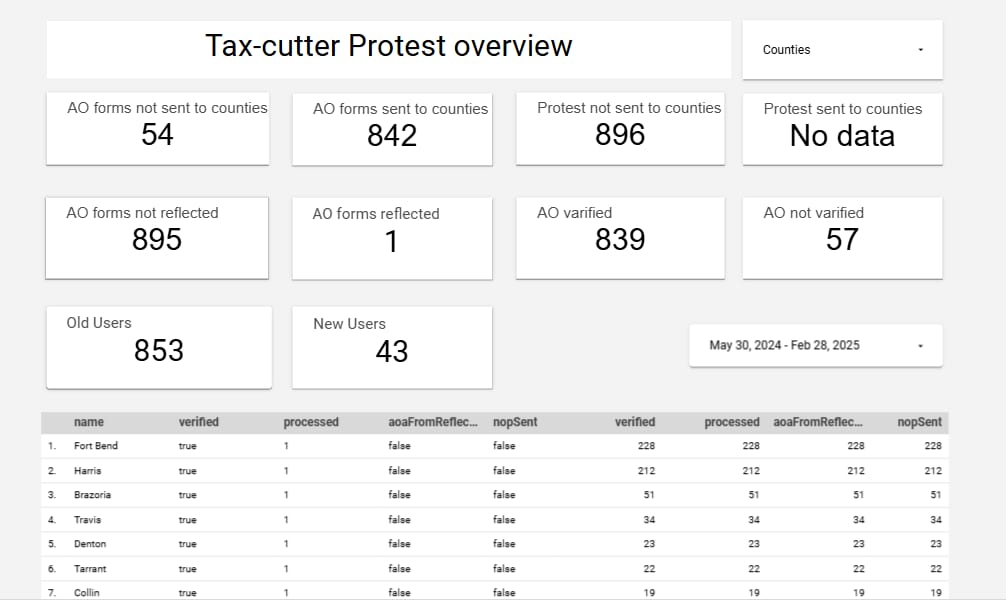 Tax-cutter Protest overview
Counties
AO forms not sent to counties
54
AO forms sent to counties
842
Protest not sent to counties
896
Protest sent to counties
No data
AO forms not reflected
895
AO forms reflected
1
AO varified
839
AO not varified
57
Old Users
853
New Users
43
May 30, 2024 - Feb 28, 2025
name verified processed aoaFromReflec... nopSent verified processed aoaFromReflec... nopSent
1. Fort Bend true 1 false false 228 228 228 228
2. Harris true 1 false false 212 212 212 212
3. Brazoria true 1 false false 51 51 51 51
4. Travis true 1 false false 34 34 34 34
5. Denton true 1 false false 23 23 23 23
6. Tarrant true 1 false false 22 22 22 22
7. Collin true 1 false false 19 19 19 19